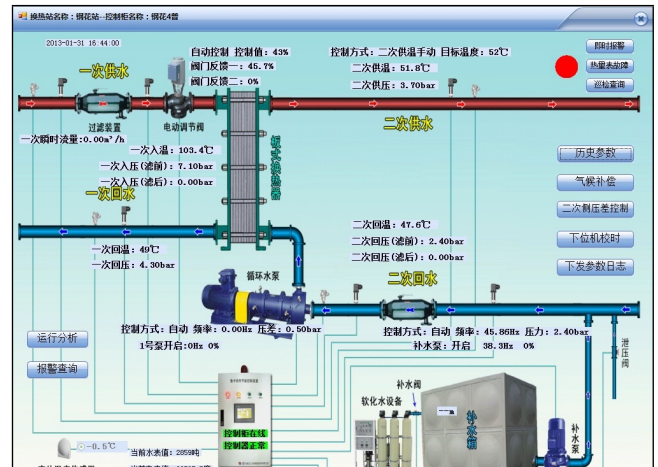 换热站名称：钢花站--控制柜名称：钢花4普
2013-01-31 16:44:00
自动控制 控制值：43%
控制方式：二次供温手动 目标温度：52℃
即时报警
一次供水
阀门反馈一：45.7%
二次供温：51.8℃
热量表故障
阀门反馈二：0%
二次供压：3.70bar
巡检查询
过滤装置
电动调节阀
二次供水
一次瞬时流量:0.00m³/h
板式换热器
一次入温：103.4℃
历史参数
一次入压(滤前)：7.10bar
一次入压(滤后)：0.00bar
气候补偿
一次回水
二次侧压差控制
二次回温：47.6℃
一次回温：49℃
二次回压(滤前)：2.40bar
下位机校时
一次回压：4.30bar
二次回压(滤后)：0.00bar
下发参数日志
循环水泵
二次回水
控制方式：自动 频率：0.00Hz 压差：0.50bar
控制方式：自动 频率：45.86Hz 压力：2.40bar
运行分析
1号泵开启:0Hz 0%
补水泵：开启 38.3Hz 0%
泄压阀
报警查询
补水阀
软化水设备
补水箱
控制柜在线
控制器正常
补水泵
-0.5℃
当前水表值：2859吨